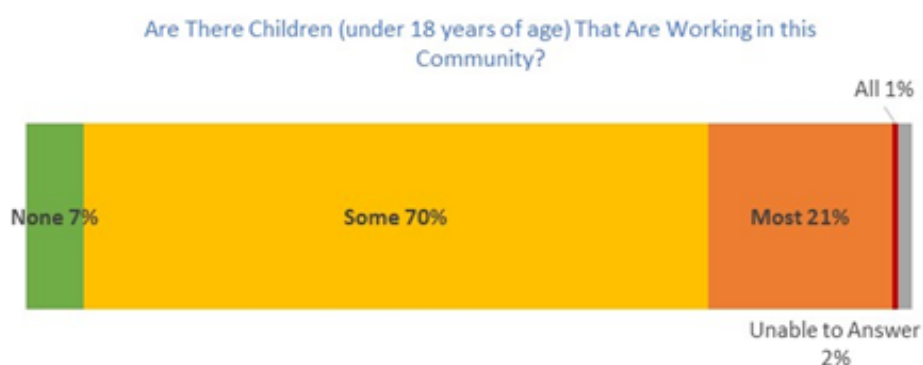 Are There Children (under 18 years of age) That Are Working in this
Community?
All 1%
None 7%
Some 70%
Most 21%
Unable to Answer
2%